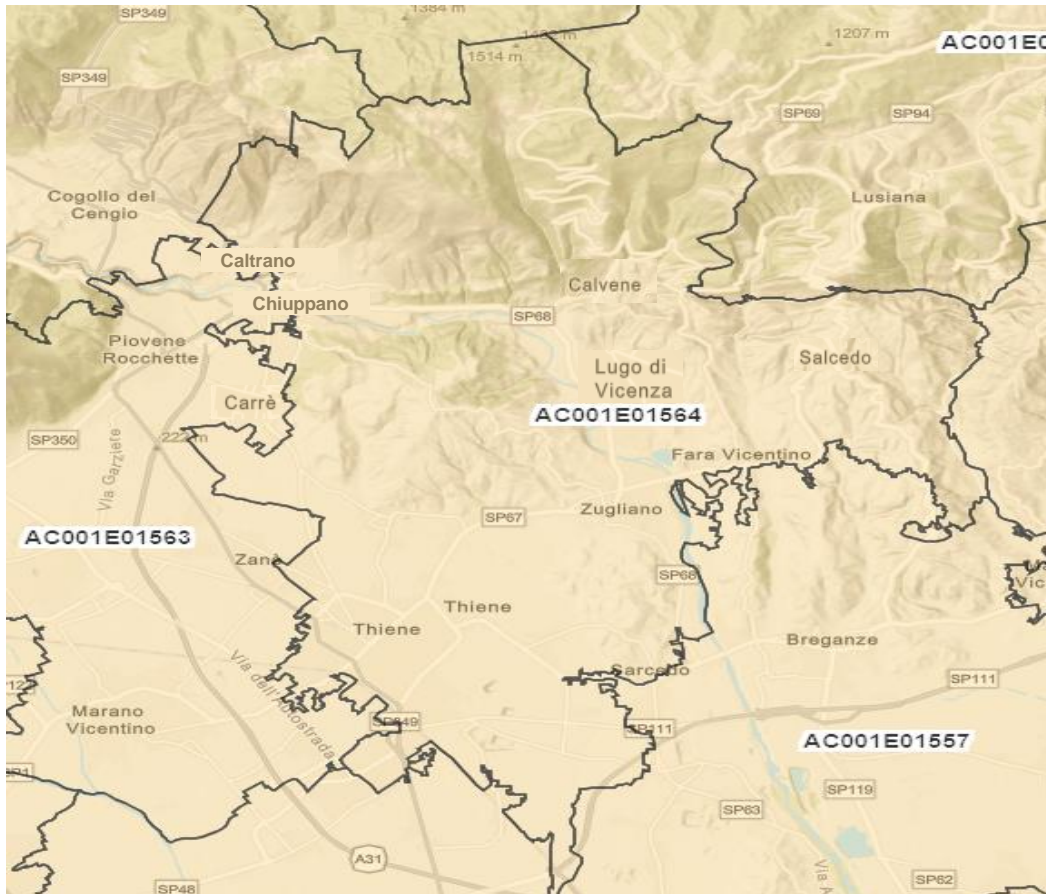 SP349
1384 m
1514 m
1207 m
AC001E0
SP349
SP69
SP94
Cogollo del
Cengio
Lusiana
Caltrano
Calvene
Chiuppano
SP68
Piovene
Rocchette
Lugo di
Vicenza
Salcedo
Carrè
AC001E01564
SP350
222 m
Via Garziete
Fara Vicentino
Zugliano
SP67
AC001E01563
Zanè
SP68
Thiene
Thiene
Breganze
Via dell'Autostrada
Sarcedo
SP111
Marano
Vicentino
SP349
SP111
AC001E01557
SP1
SP119
SP63
A31
SP48
SP62